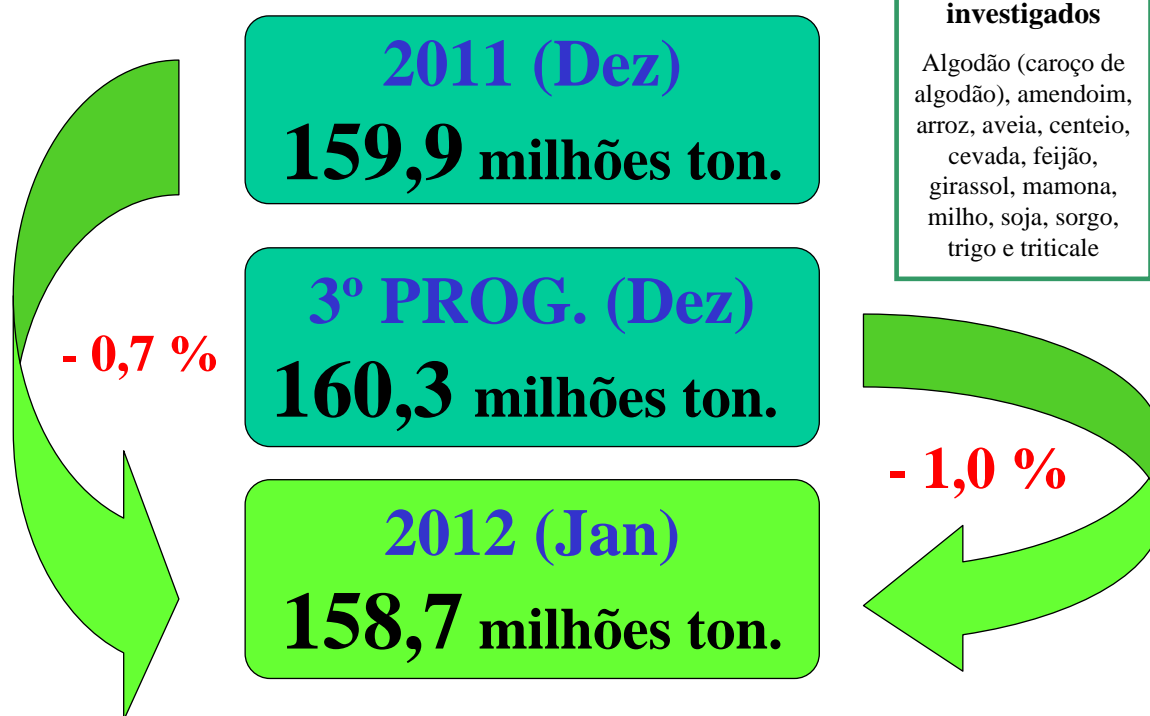 2011 (Dez)
159,9 milhões ton.
3º PROG. (Dez)
160,3 milhões ton.
2012 (Jan)
158,7 milhões ton.
- 0,7 %
- 1,0 %
investigados
Algodão (caroço de
algodão), amendoim,
arroz, aveia, centeio,
cevada, feijão,
girassol, mamona,
milho, soja, sorgo,
trigo e triticale